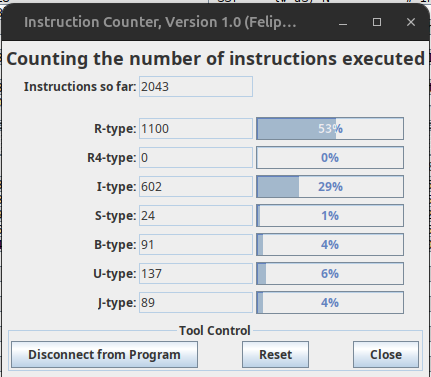 Instruction Counter, Version 1.0 (Felip...
Counting the number of instructions executed
Instructions so far: 2043
R-type: 1100 53%
R4-type: 0 0%
I-type: 602 29%
S-type: 24 1%
B-type: 91 4%
U-type: 137 6%
J-type: 89 4%
Tool Control
Disconnect from Program Reset Close